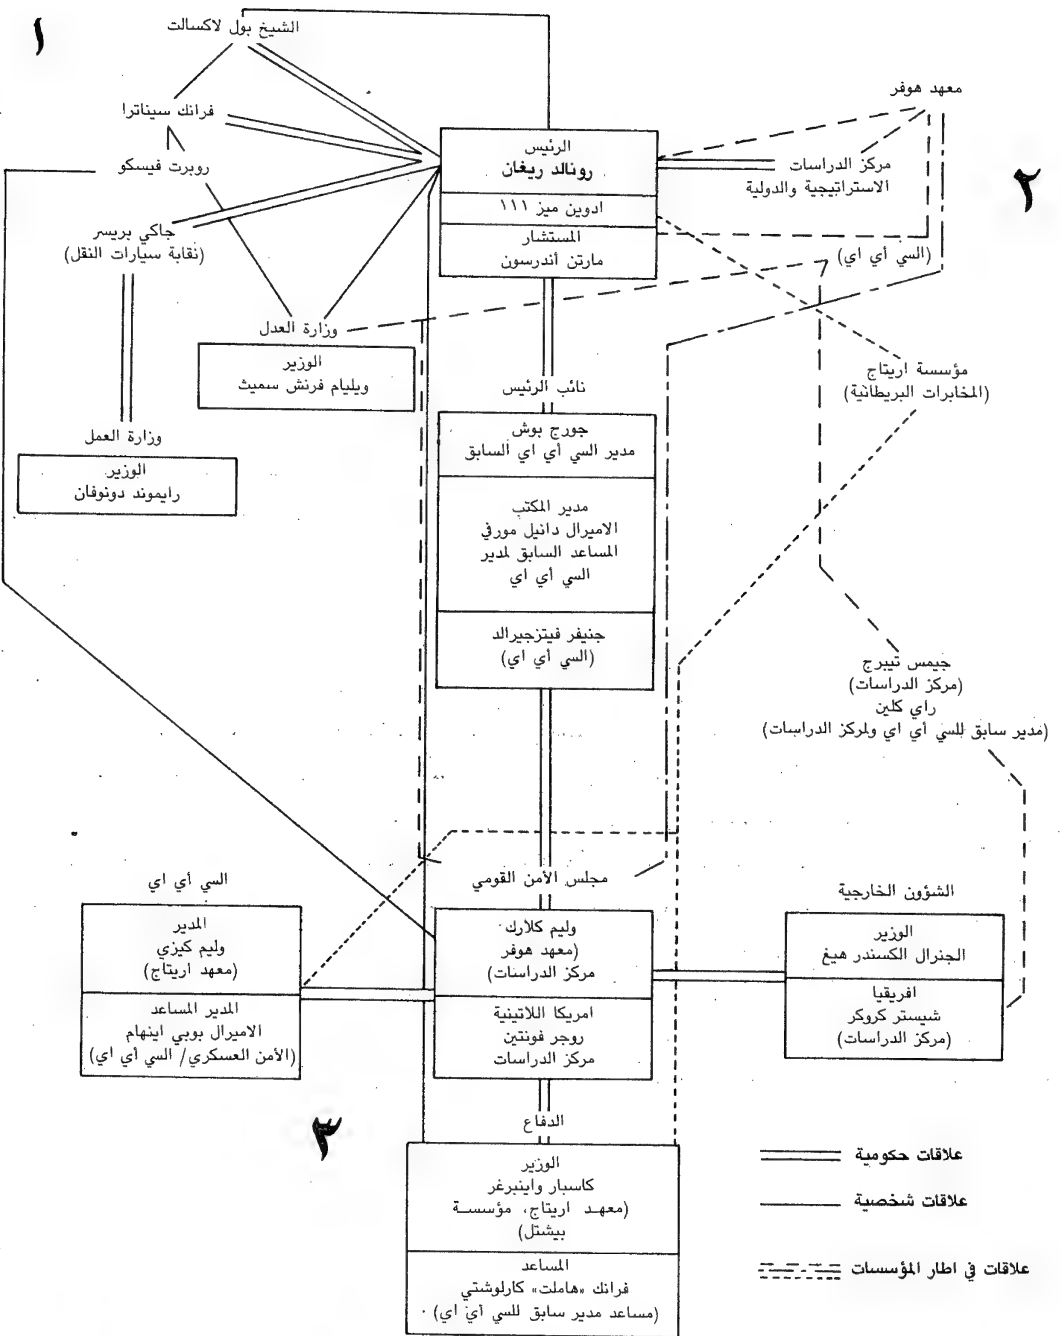 ١
الشيخ بول لاكسالت
فرانك سيناترا
روبرت فيسكو
جاكي بريسر
(نقابة سيارات النقل)
وزارة العدل
الوزير
ويليام فرنش سميث
وزارة العمل
الوزير
رايموند دونوفان
الرئيس
رونالد ريغان
ادوين ميز ١١١
المستشار
مارتن أندرسون
٢
معهد هوفر
مركز الدراسات
الاستراتيجية والدولية
(السي أي اي)
مؤسسة اريتاج
(المخابرات البريطانية)
نائب الرئيس
جورج بوش
مدير السي أي اي السابق
مدير المكتب
الاميرال دانيل مورفي
المساعد السابق لمدير
السي أي اي
جنيفر فيتزجيرالد
(السي أي اي)
جيمس تيبرج
(مركز الدراسات)
راي كلين
(مدير سابق للسي أي اي ولمركز الدراسات)
السي أي اي
المدير
وليم كيزي
(معهد اريتاج)
المدير المساعد
الاميرال بوبي اينهام
(الأمن العسكري/ السي أي اي)
مجلس الأمن القومي
وليم كلارك
(معهد هوفر
مركز الدراسات)
امريكا اللاتينية
روجر فونتين
مركز الدراسات
الشؤون الخارجية
الوزير
الجنرال الكسندر هيغ
افريقيا
شيستر كروكر
(مركز الدراسات)
٣
الدفاع
الوزير
كاسبار واينبرغر
(معهد اريتاج، مؤسسة
بيشتل)
المساعد
فرانك «هاملت» كارلوشتي
(مساعد مدير سابق للسي أي اي)
علاقات حكومية
علاقات شخصية
علاقات في اطار المؤسسات